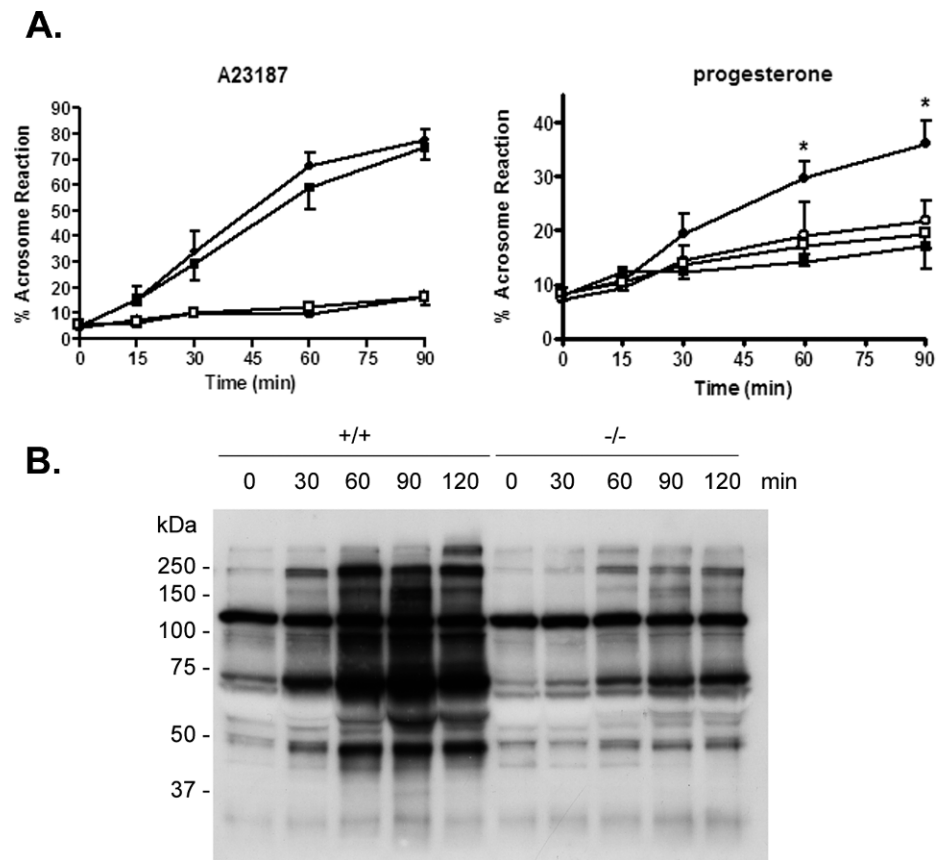 A.
A23187
% Acrosome Reaction
90
80
70
60
50
40
30
20
10
0
0 15 30 45 60 75 90
Time (min)
progesterone
% Acrosome Reaction
40
30
20
10
0
* *
0 15 30 45 60 75 90
Time (min)
B.
+/+ -/-
0 30 60 90 120 0 30 60 90 120 min
kDa
250 -
150 -
100 -
75 -
50 -
37 -